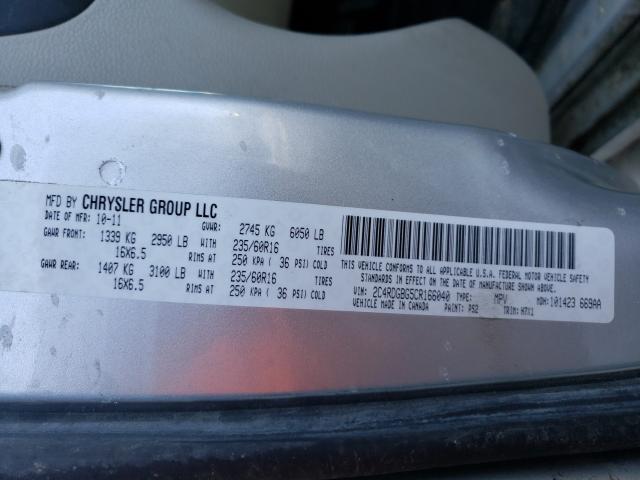 MFD BY CHRYSLER GROUP LLC
DATE OF MFR: 10-11 GVWR: 2745 KG 6050 LB
GAWR FRONT: 1339 KG 2950 LB WITH 235/60R16 TIRES
16X6.5 RIMS AT 250 KPA ( 36 PSI) COLD
GAWR REAR: 1407 KG 3100 LB WITH 235/60R16 TIRES
16X6.5 RIMS AT 250 KPA ( 36 PSI) COLD
THIS VEHICLE CONFORMS TO ALL APPLICABLE U.S.A. FEDERAL MOTOR VEHICLE SAFETY
STANDARDS IN EFFECT ON THE DATE OF MANUFACTURE SHOWN ABOVE.
VIN: 2C4RDGBG5CR166040 TYPE: MPV MDH: 101423 669AA
VEHICLE MADE IN CANADA PAINT: PS2 TRIM: H7X1